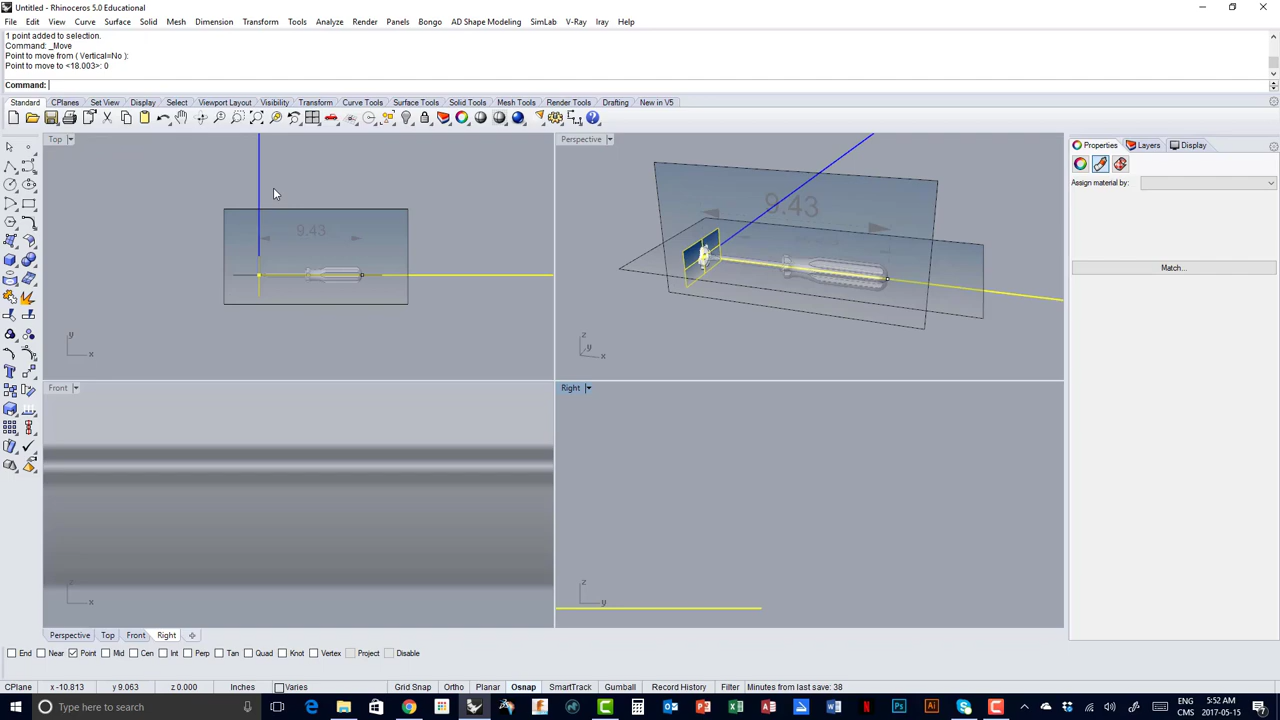 Untitled - Rhinoceros 5.0 Educational
File Edit View Curve Surface Solid Mesh Dimension Transform Tools Analyze Render Panels Bongo AD Shape Modeling SimLab V-Ray Iray Help
1 point added to selection.
Command: _Move
Point to move from ( Vertical=No ):
Point to move to <18.003>: 0
Command:
Standard CPlanes Set View Display Select Viewport Layout Visibility Transform Curve Tools Surface Tools Solid Tools Mesh Tools Render Tools Drafting New in V5
Top
9.43
y
x
Perspective
9.43
z
y
x
Properties Layers Display
Assign material by:
Match...
Front
z
x
Right
z
y
Perspective Top Front Right
End Near Point Mid Cen Int Perp Tan Quad Knot Vertex Project Disable
CPlane x -10.813 y 9.063 z 0.000 Inches Varies Grid Snap Ortho Planar Osnap SmartTrack Gumball Record History Filter Minutes from last save: 38
Type here to search
ENG
CMS
5:52 AM
2017-05-15